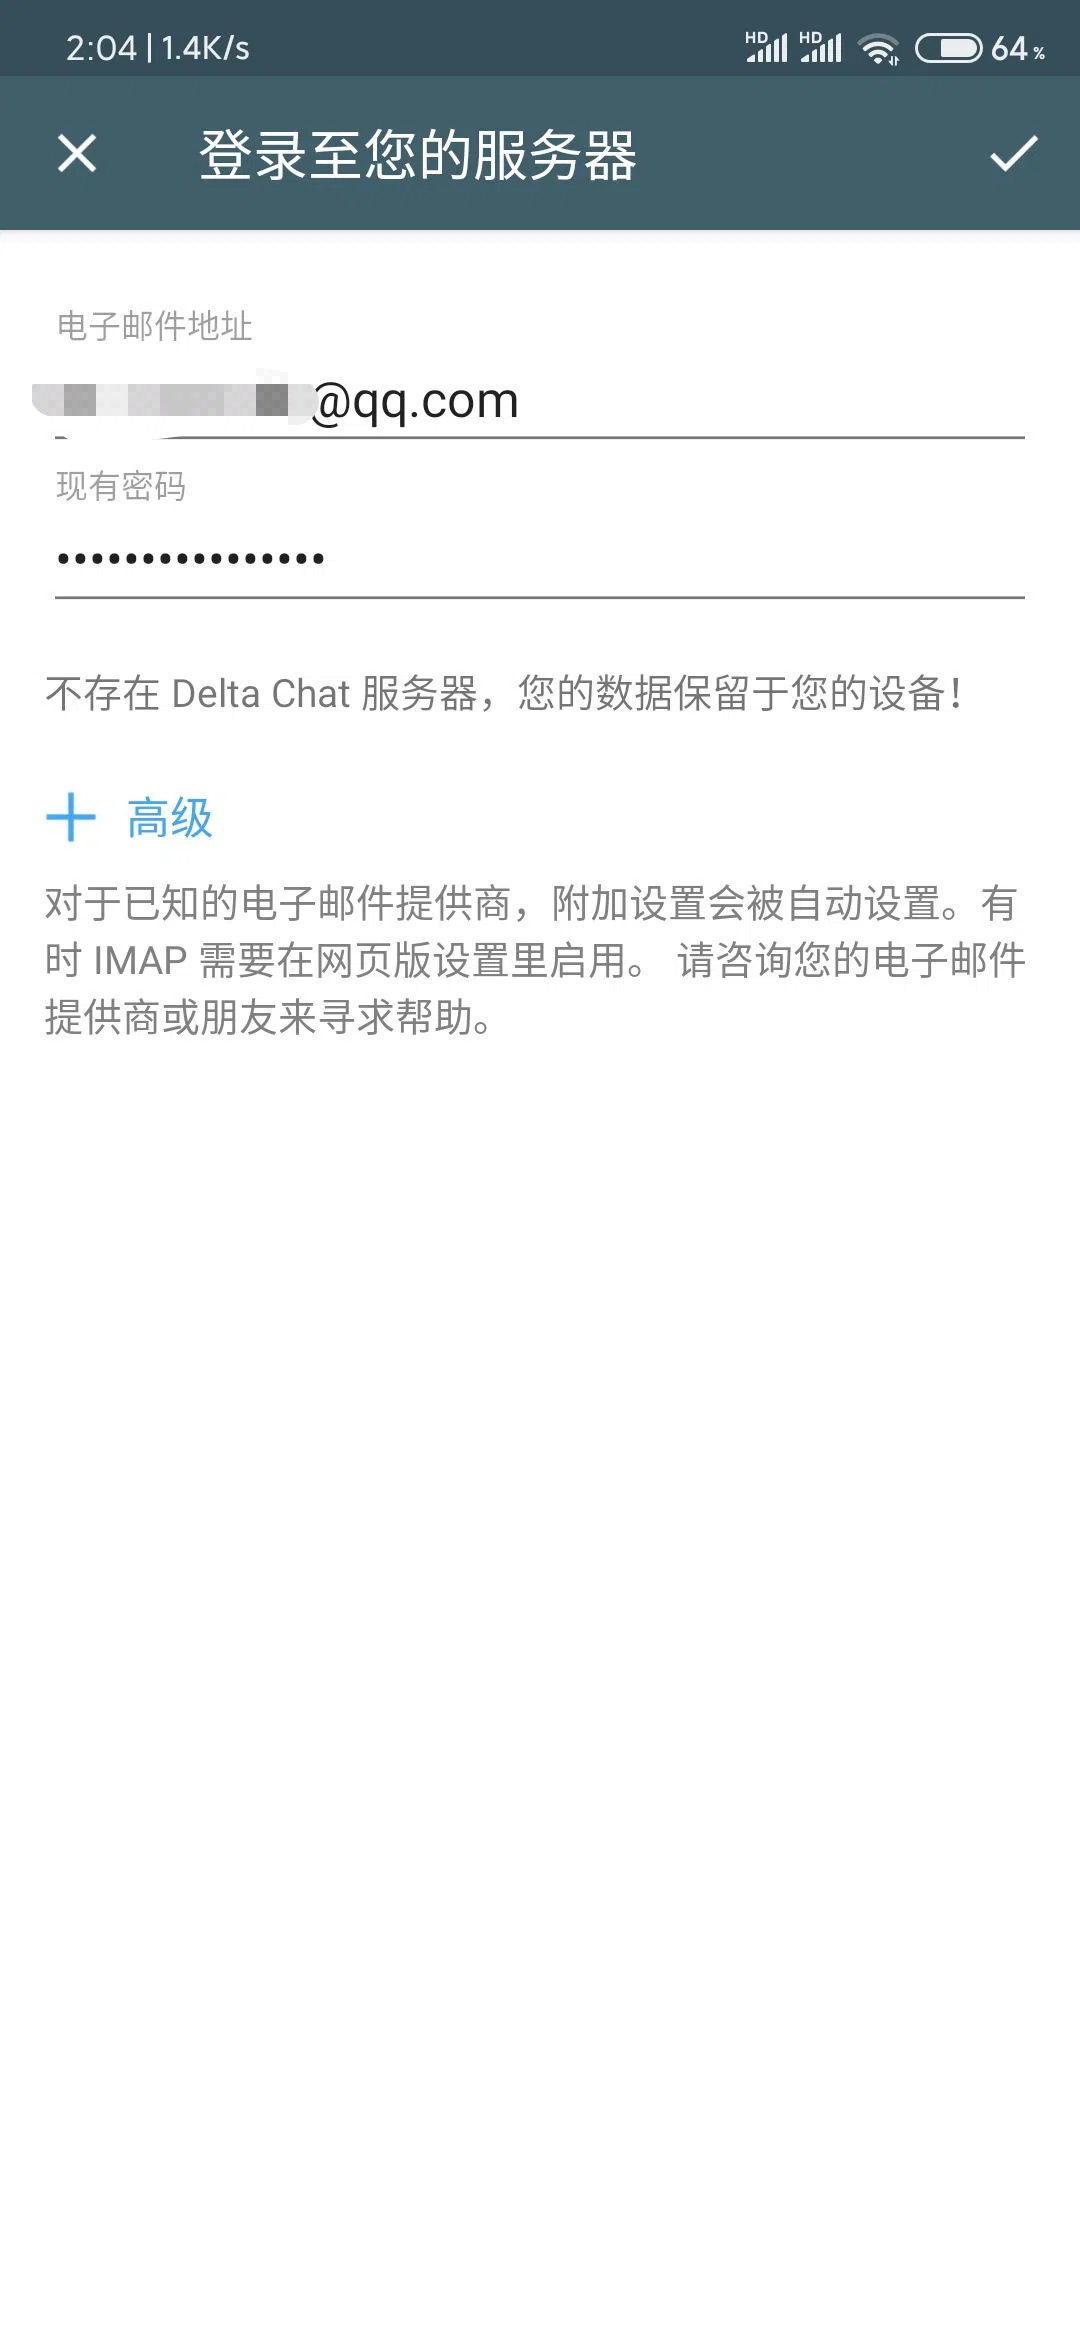 2:04 | 1.4K/s HD HD 64%
登录至您的服务器
电子邮件地址
@qq.com
现有密码
••••••••••••••••
不存在 Delta Chat 服务器，您的数据保留于您的设备！
高级
对于已知的电子邮件提供商，附加设置会被自动设置。有
时 IMAP 需要在网页版设置里启用。 请咨询您的电子邮件
提供商或朋友来寻求帮助。